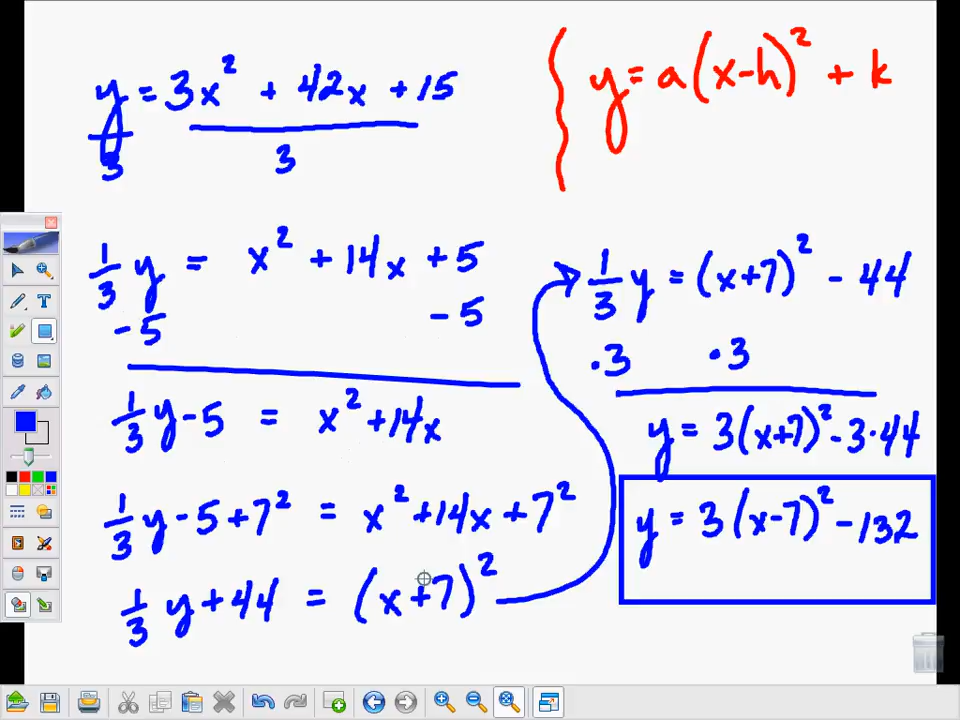 y = 3x² + 42x + 15
3 3
1/3 y = x² + 14x + 5
- 5 - 5
1/3 y - 5 = x² + 14x
1/3 y - 5 + 7² = x² + 14x + 7²
1/3 y + 44 = (x + 7)²
y = a(x - h)² + k
1/3 y = (x + 7)² - 44
· 3 · 3
y = 3(x + 7)² - 3 · 44
y = 3(x - 7)² - 132
T